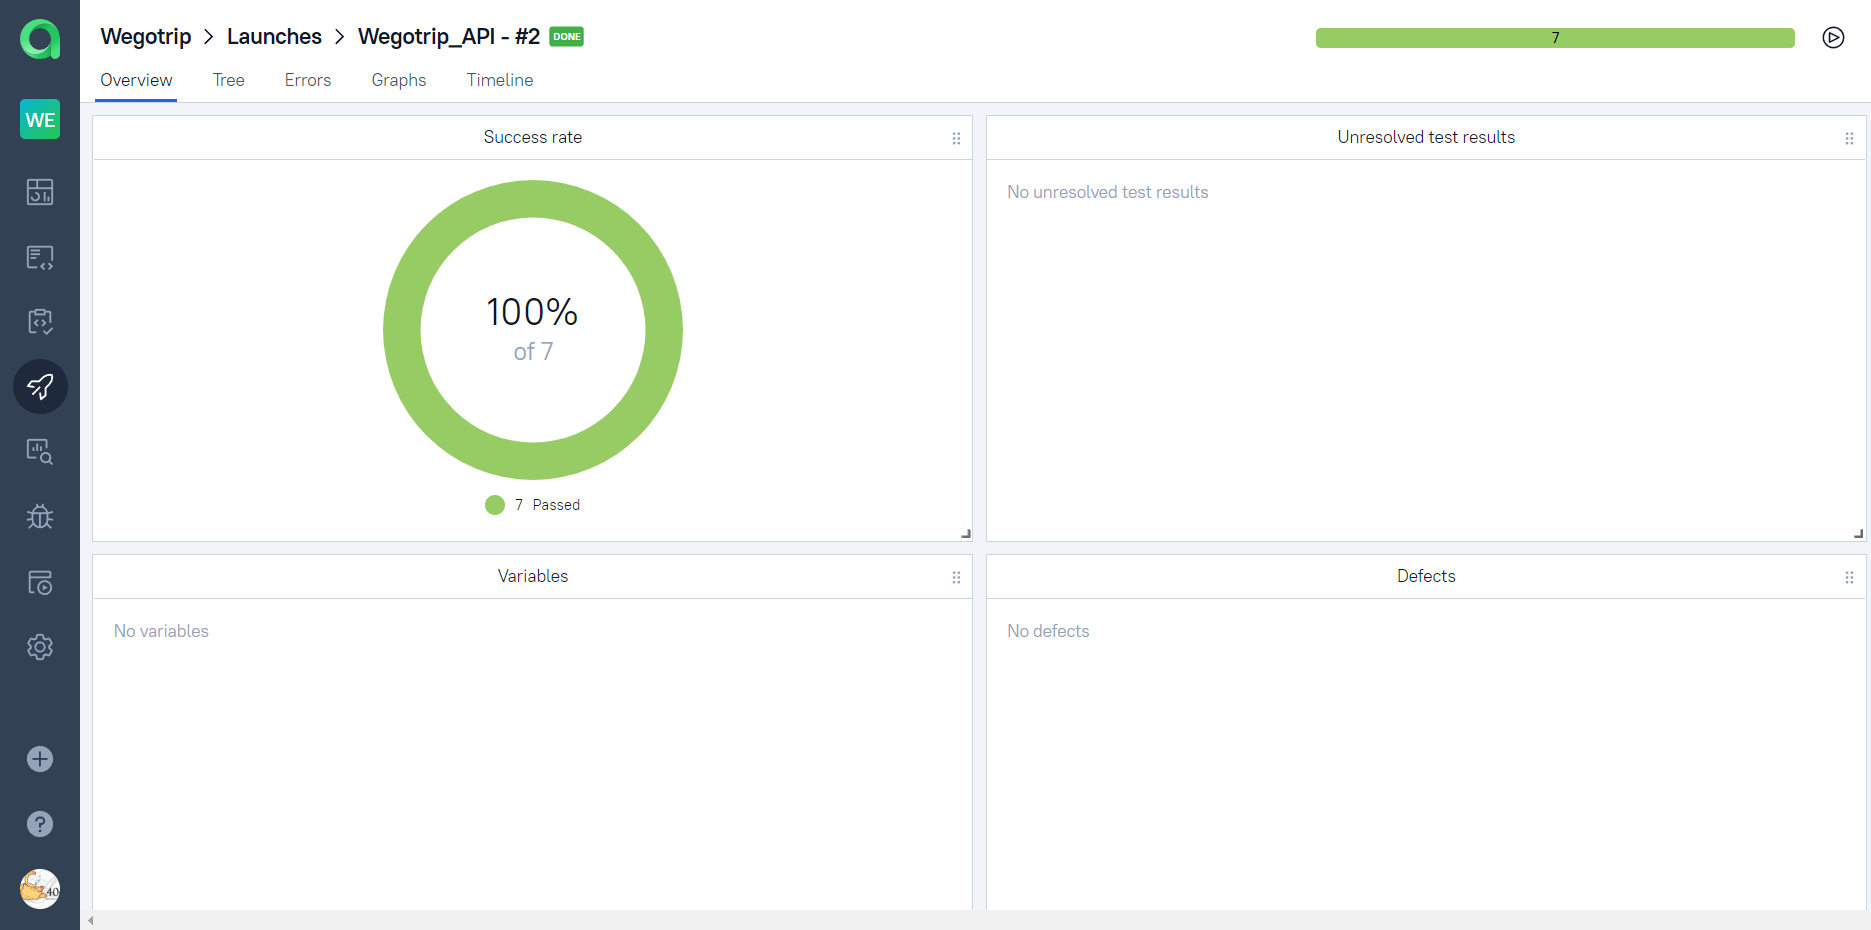 Wegotrip > Launches > Wegotrip_API - #2 DONE
7
Overview Tree Errors Graphs Timeline
WE
Success rate
100%
of 7
7 Passed
Unresolved test results
No unresolved test results
Variables
No variables
Defects
No defects
?
40